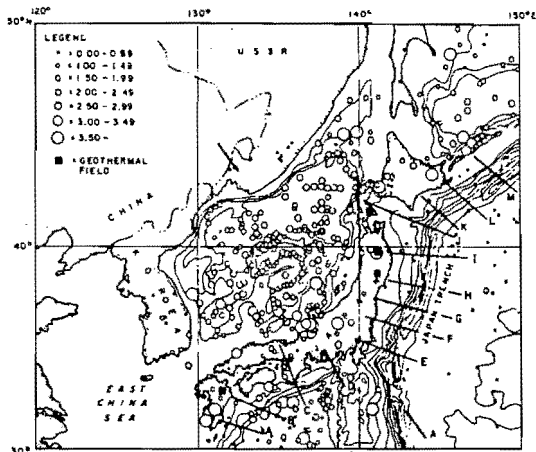 120°
130°
140°
150°
50°
LEGEND
× = 0.00 - 0.99
○ = 1.00 - 1.49
○ = 1.50 - 1.99
○ = 2.00 - 2.49
○ = 2.50 - 2.99
○ = 3.00 - 3.49
○ = 3.50 -
■ = GEOTHERMAL
FIELD
U S S R
CHINA
M
L
K
40°
I
KOREA
H
G
JAPAN TRENCH
F
E
EAST
CHINA
SEA
C
B
A
A
30°